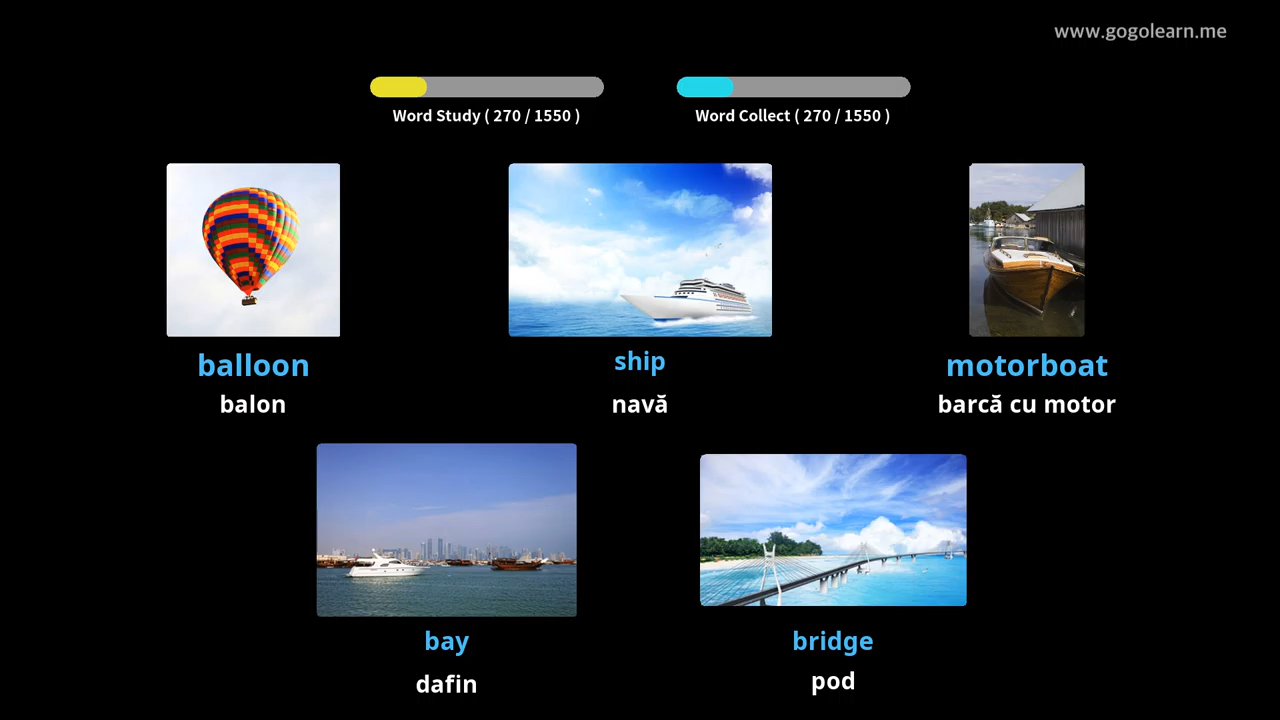 www.gogolearn.me
Word Study ( 270 / 1550 )
Word Collect ( 270 / 1550 )
balloon
balon
ship
navă
motorboat
barcă cu motor
bay
dafin
bridge
pod